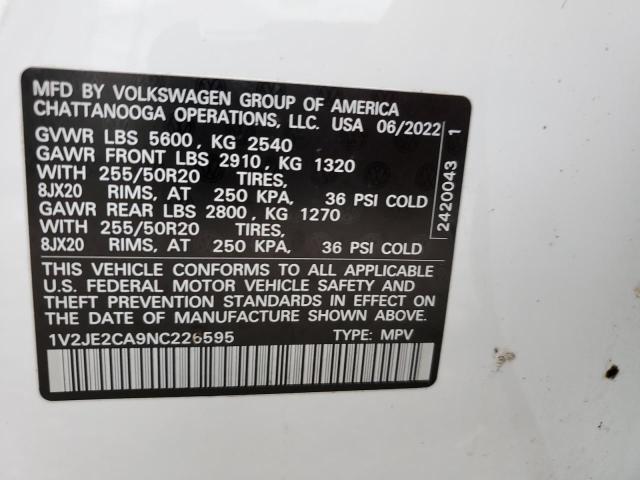 MFD BY VOLKSWAGEN GROUP OF AMERICA
CHATTANOOGA OPERATIONS, LLC. USA 06/2022
GVWR LBS 5600, KG 2540
GAWR FRONT LBS 2910, KG 1320
WITH 255/50R20 TIRES,
8JX20 RIMS, AT 250 KPA, 36 PSI COLD
GAWR REAR LBS 2800, KG 1270
WITH 255/50R20 TIRES,
8JX20 RIMS, AT 250 KPA, 36 PSI COLD
2420043 1
THIS VEHICLE CONFORMS TO ALL APPLICABLE
U.S. FEDERAL MOTOR VEHICLE SAFETY AND
THEFT PREVENTION STANDARDS IN EFFECT ON
THE DATE OF MANUFACTURE SHOWN ABOVE.
1V2JE2CA9NC226595 TYPE: MPV